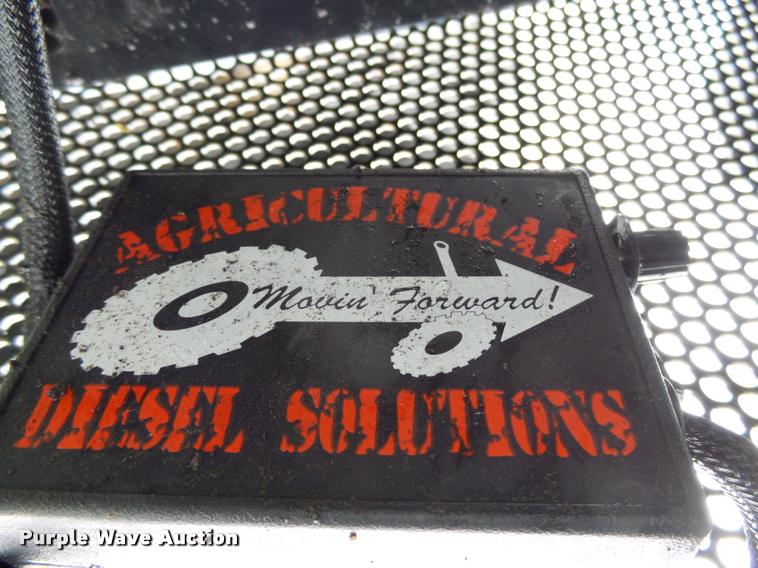 AGRICULTURAL
Movin' Forward!
DIESEL SOLUTIONS
Purple Wave Auction